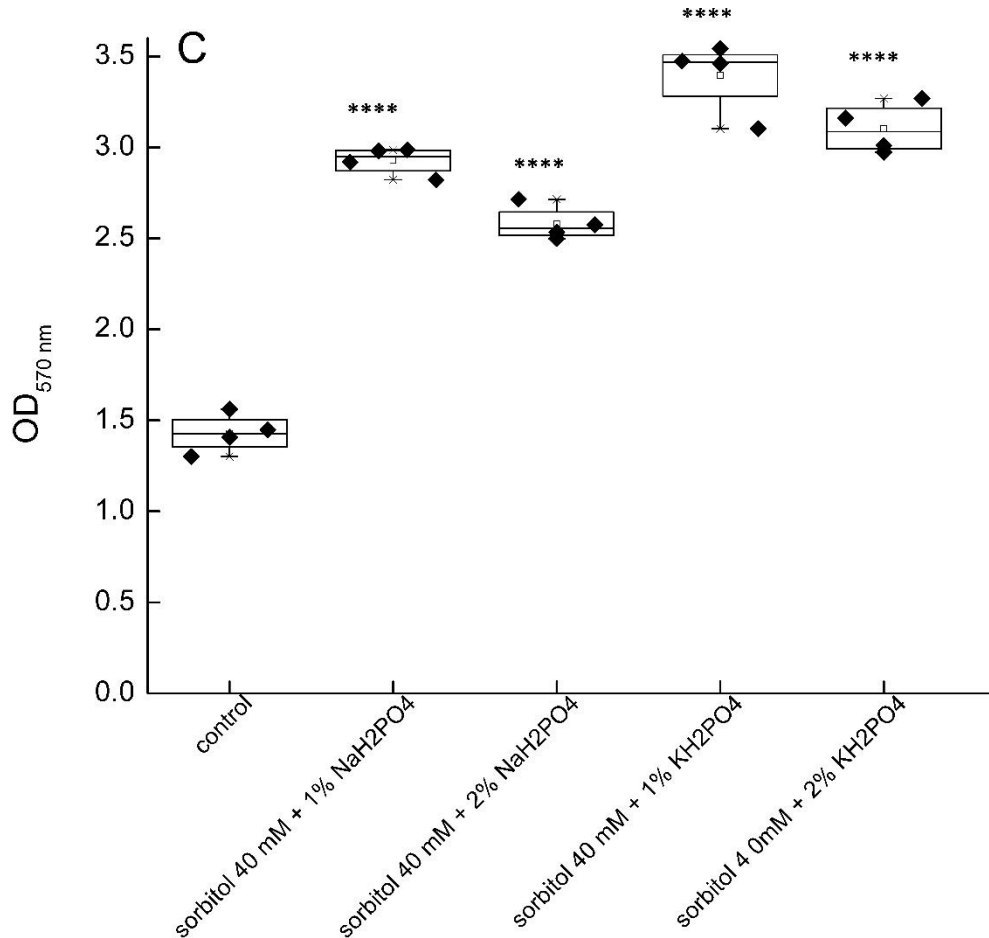 C
****
****
****
****
3.5
3.0
2.5
2.0
1.5
1.0
0.5
0.0
OD570 nm
control
sorbitol 40 mM + 1% NaH2PO4
sorbitol 40 mM + 2% NaH2PO4
sorbitol 40 mM + 1% KH2PO4
sorbitol 4 0mM + 2% KH2PO4